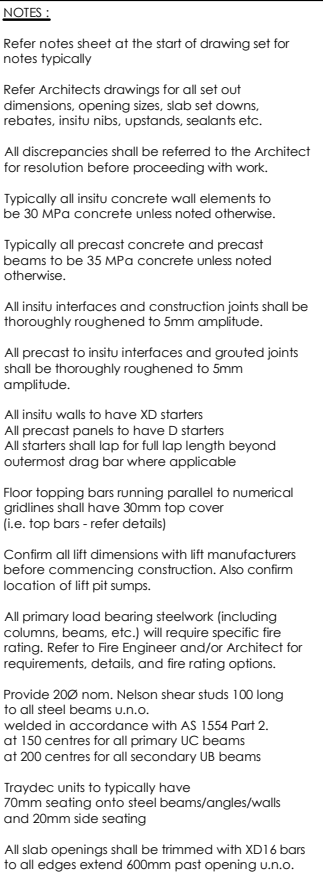 NOTES :
Refer notes sheet at the start of drawing set for
notes typically
Refer Architects drawings for all set out
dimensions, opening sizes, slab set downs,
rebates, insitu nibs, upstands, sealants etc.
All discrepancies shall be referred to the Architect
for resolution before proceeding with work.
Typically all insitu concrete wall elements to
be 30 MPa concrete unless noted otherwise.
Typically all precast concrete and precast
beams to be 35 MPa concrete unless noted
otherwise.
All insitu interfaces and construction joints shall be
thoroughly roughened to 5mm amplitude.
All precast to insitu interfaces and grouted joints
shall be thoroughly roughened to 5mm
amplitude.
All insitu walls to have XD starters
All precast panels to have D starters
All starters shall lap for full lap length beyond
outermost drag bar where applicable
Floor topping bars running parallel to numerical
gridlines shall have 30mm top cover
(i.e. top bars - refer details)
Confirm all lift dimensions with lift manufacturers
before commencing construction. Also confirm
location of lift pit sumps.
All primary load bearing steelwork (including
columns, beams, etc.) will require specific fire
rating. Refer to Fire Engineer and/or Architect for
requirements, details, and fire rating options.
Provide 20Ø nom. Nelson shear studs 100 long
to all steel beams u.n.o.
welded in accordance with AS 1554 Part 2.
at 150 centres for all primary UC beams
at 200 centres for all secondary UB beams
Traydec units to typically have
70mm seating onto steel beams/angles/walls
and 20mm side seating
All slab openings shall be trimmed with XD16 bars
to all edges extend 600mm past opening u.n.o.